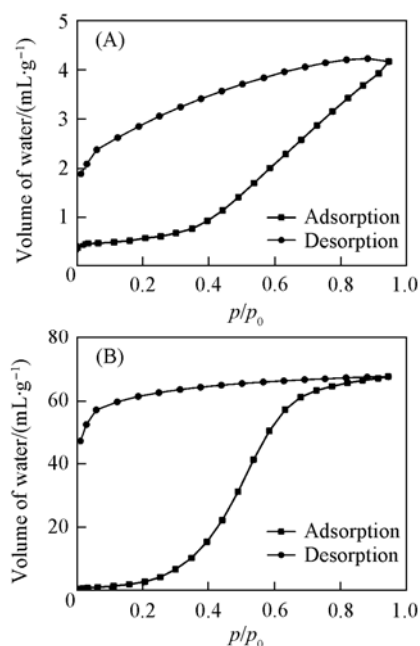 (A)
Volume of water/(mL·g⁻¹)
5
4
3
2
1
0
Adsorption
Desorption
0.2
0.4
0.6
0.8
1.0
p/p₀
(B)
Volume of water/(mL·g⁻¹)
80
60
40
20
0
Adsorption
Desorption
0.2
0.4
0.6
0.8
1.0
p/p₀